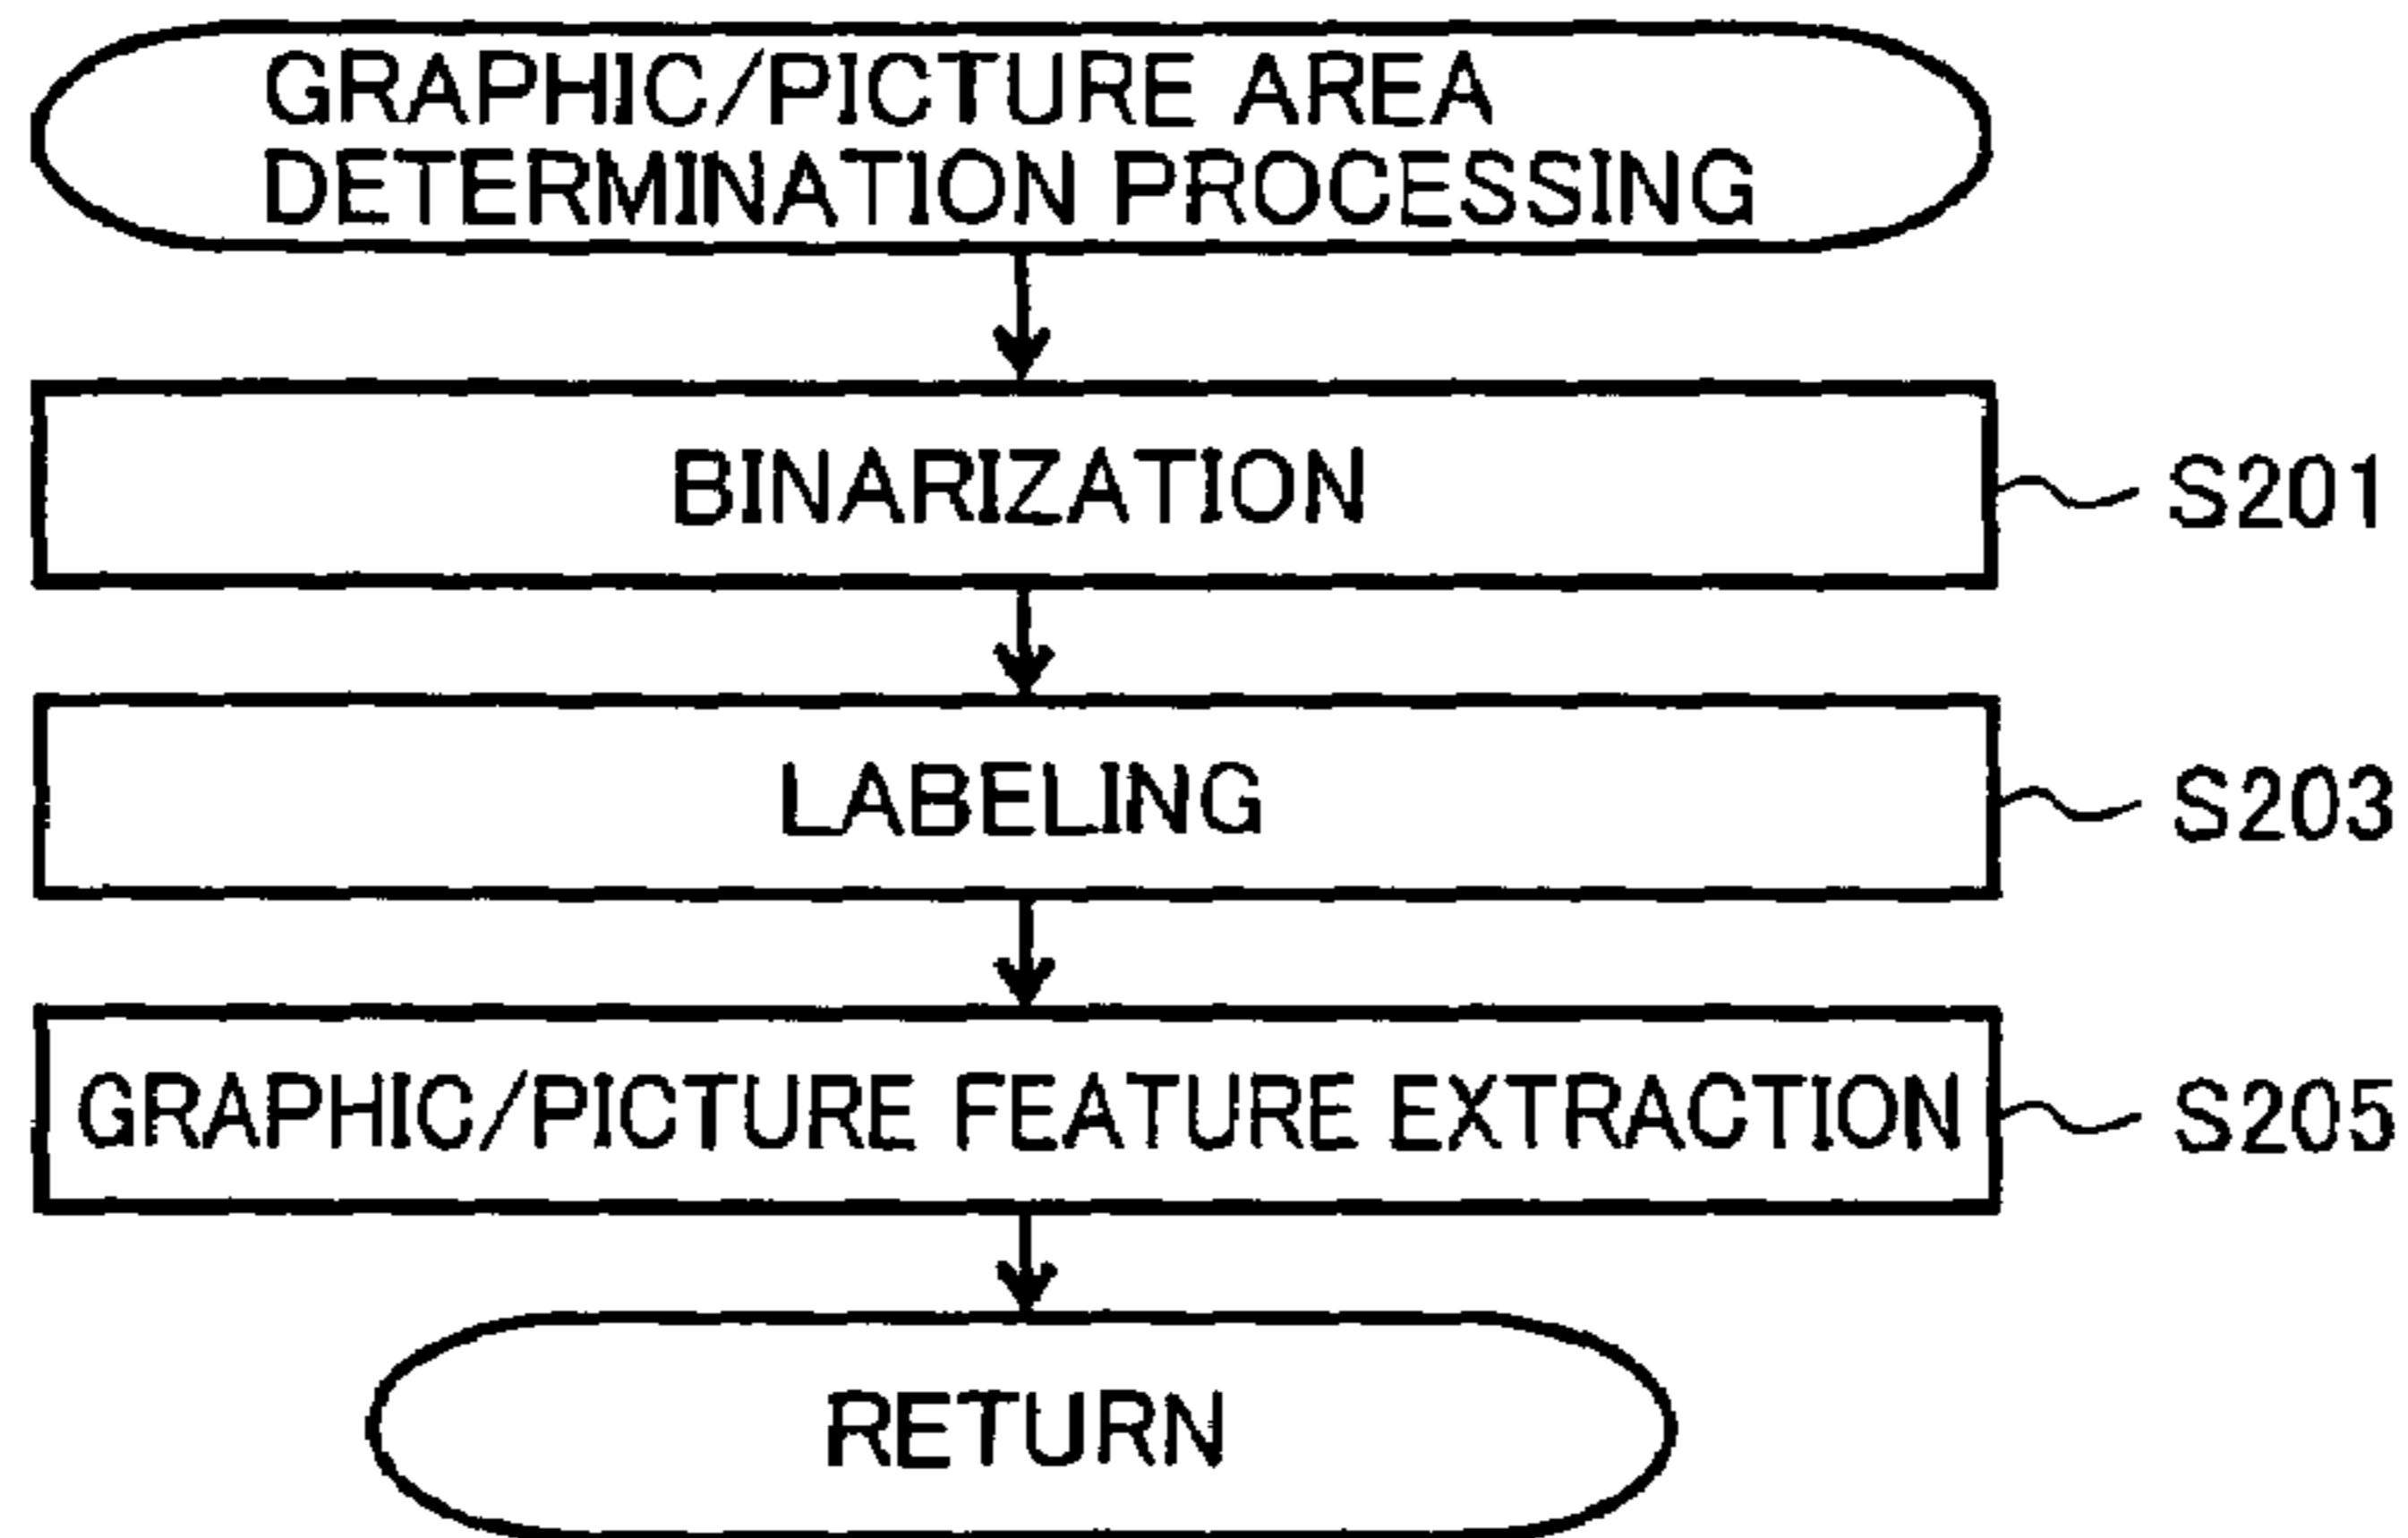 GRAPHIC/PICTURE AREA
DETERMINATION PROCESSING
BINARIZATION
S201
LABELING
S203
GRAPHIC/PICTURE FEATURE EXTRACTION
S205
RETURN